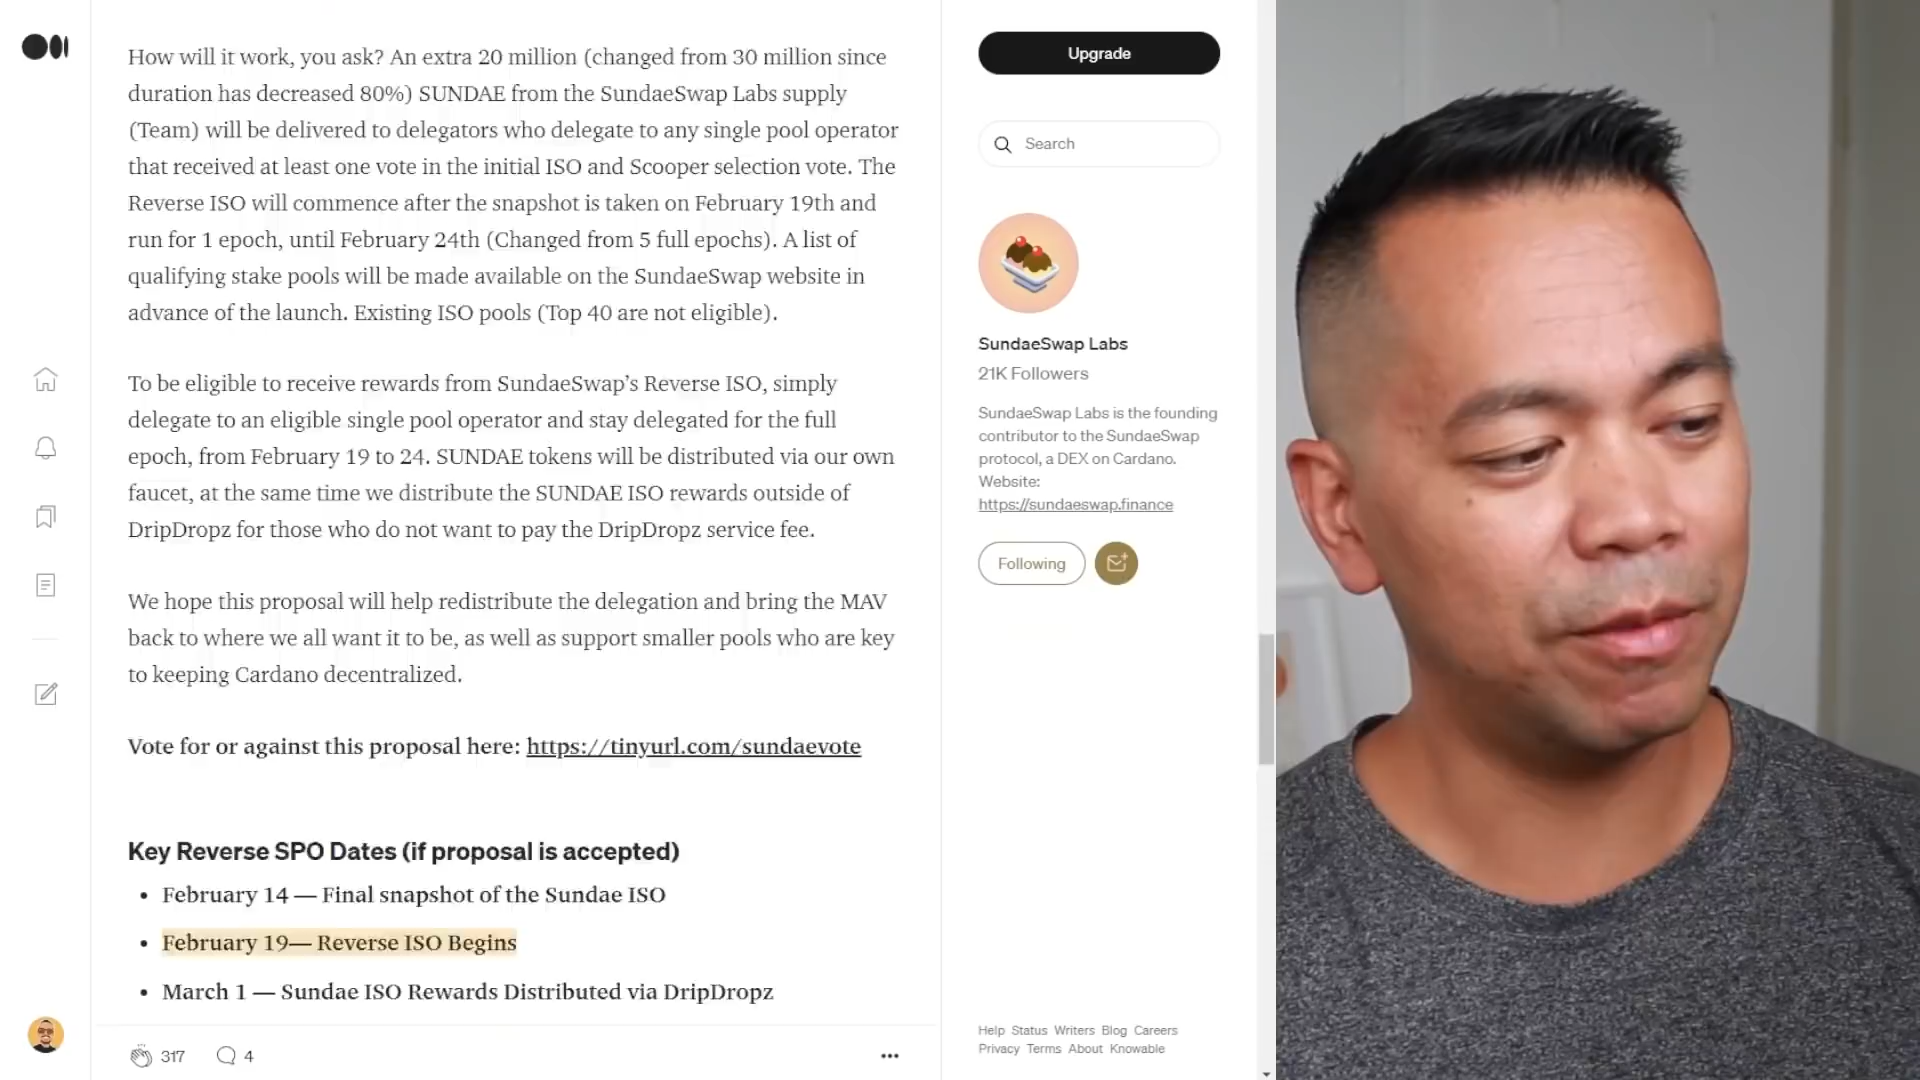 How will it work, you ask? An extra 20 million (changed from 30 million since
duration has decreased 80%) SUNDAE from the SundaeSwap Labs supply
(Team) will be delivered to delegators who delegate to any single pool operator
that received at least one vote in the initial ISO and Scooper selection vote. The
Reverse ISO will commence after the snapshot is taken on February 19th and
run for 1 epoch, until February 24th (Changed from 5 full epochs). A list of
qualifying stake pools will be made available on the SundaeSwap website in
advance of the launch. Existing ISO pools (Top 40 are not eligible).
To be eligible to receive rewards from SundaeSwap’s Reverse ISO, simply
delegate to an eligible single pool operator and stay delegated for the full
epoch, from February 19 to 24. SUNDAE tokens will be distributed via our own
faucet, at the same time we distribute the SUNDAE ISO rewards outside of
DripDropz for those who do not want to pay the DripDropz service fee.
We hope this proposal will help redistribute the delegation and bring the MAV
back to where we all want it to be, as well as support smaller pools who are key
to keeping Cardano decentralized.
Vote for or against this proposal here: https://tinyurl.com/sundaevote
Key Reverse SPO Dates (if proposal is accepted)
• February 14 — Final snapshot of the Sundae ISO
• February 19— Reverse ISO Begins
• March 1 — Sundae ISO Rewards Distributed via DripDropz
317
4
Upgrade
Search
SundaeSwap Labs
21K Followers
SundaeSwap Labs is the founding
contributor to the SundaeSwap
protocol, a DEX on Cardano.
Website:
https://sundaeswap.finance
Following
Help Status Writers Blog Careers
Privacy Terms About Knowable